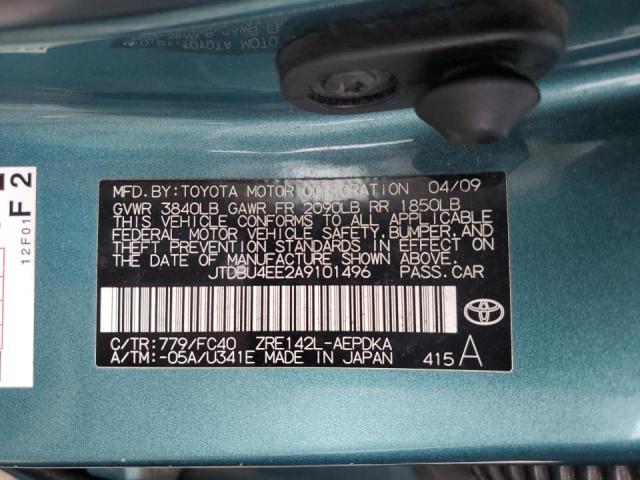 MFD. BY: TOYOTA MOTOR CORPORATION 04/09
GVWR 3840LB GAWR FR 2090LB RR 1850LB
THIS VEHICLE CONFORMS TO ALL APPLICABLE
FEDERAL MOTOR VEHICLE SAFETY, BUMPER, AND
THEFT PREVENTION STANDARDS IN EFFECT ON
THE DATE OF MANUFACTURE SHOWN ABOVE.
JTDBU4EE2A9101496 PASS. CAR
C/TR: 779/FC40 ZRE142L-AEPDKA
A/TM: -05A/U341E MADE IN JAPAN 415 A
F 2
12F01